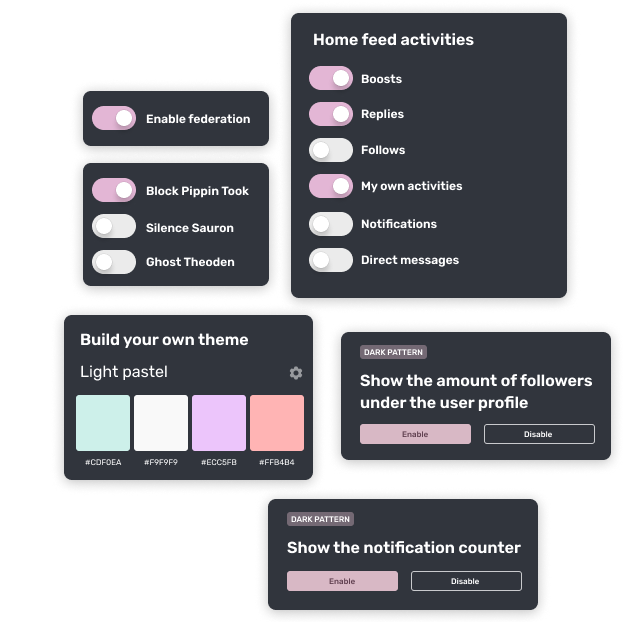 Home feed activities
Boosts
Replies
Follows
My own activities
Notifications
Direct messages
Enable federation
Block Pippin Took
Silence Sauron
Ghost Theoden
Build your own theme
Light pastel
#CDF0EA
#F9F9F9
#ECC5FB
#FFB4B4
DARK PATTERN
Show the amount of followers
under the user profile
Enable
Disable
DARK PATTERN
Show the notification counter
Enable
Disable